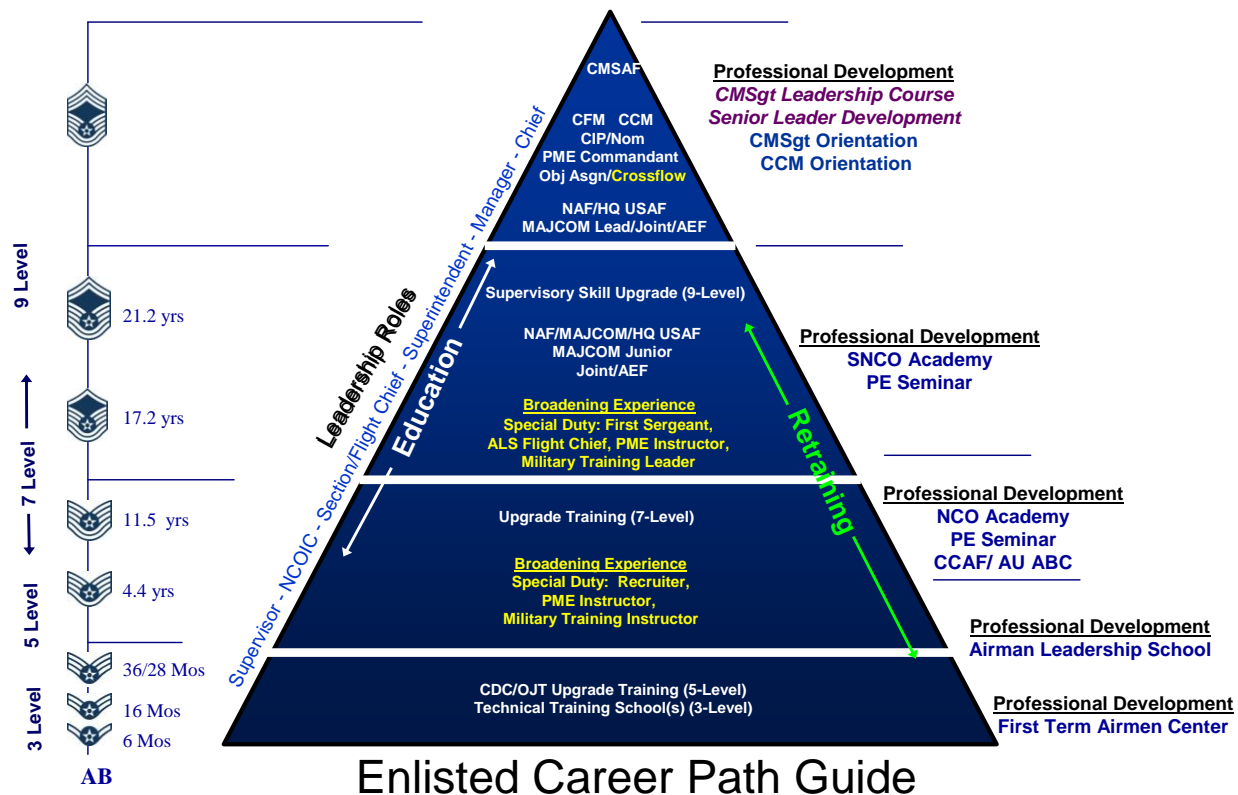 CMSAF
CFM CCM
CIP/Nom
PME Commandant
Obj Asgn/Crossflow
NAF/HQ USAF
MAJCOM Lead/Joint/AEF
Professional Development
CMSgt Leadership Course
Senior Leader Development
CMSgt Orientation
CCM Orientation
Supervisory Skill Upgrade (9-Level)
NAF/MAJCOM/HQ USAF
MAJCOM Junior
Joint/AEF
Broadening Experience
Special Duty: First Sergeant,
ALS Flight Chief, PME Instructor,
Military Training Leader
Professional Development
SNCO Academy
PE Seminar
Upgrade Training (7-Level)
Broadening Experience
Special Duty: Recruiter,
PME Instructor,
Military Training Instructor
Professional Development
NCO Academy
PE Seminar
CCAF/ AU ABC
Professional Development
Airman Leadership School
CDC/OJT Upgrade Training (5-Level)
Technical Training School(s) (3-Level)
Professional Development
First Term Airmen Center
Leadership Roles
Supervisor - NCOIC - Section/Flight Chief - Superintendent - Manager - Chief
Education
Retraining
9 Level
7 Level
5 Level
3 Level
21.2 yrs
17.2 yrs
11.5 yrs
4.4 yrs
36/28 Mos
16 Mos
6 Mos
AB
Enlisted Career Path Guide